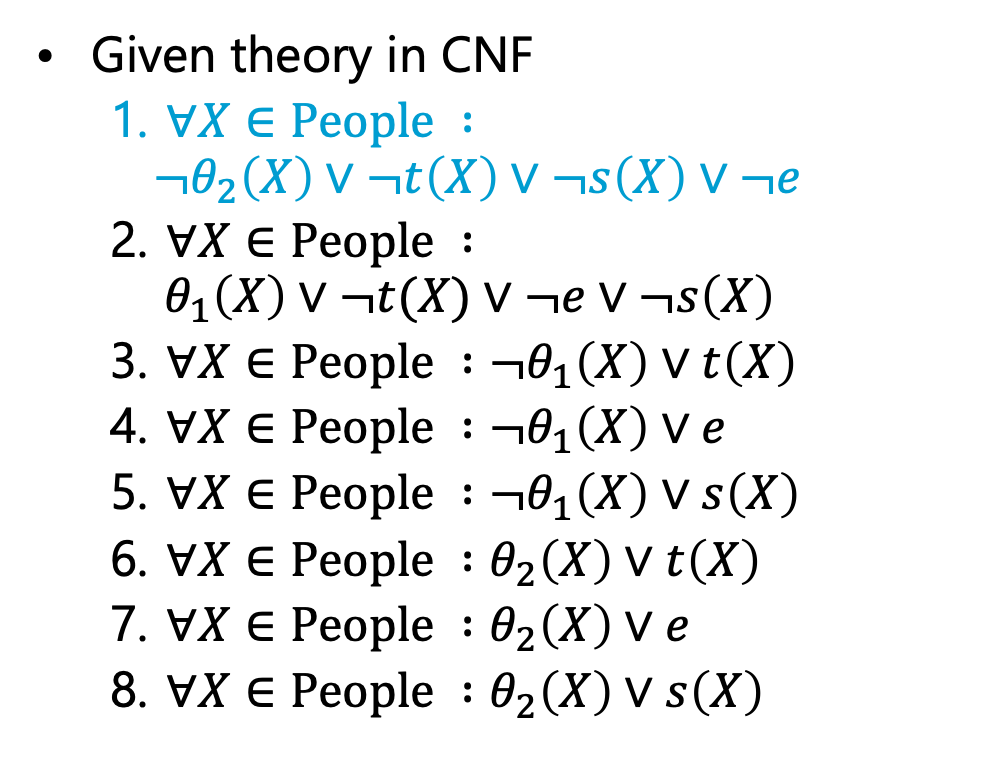 • Given theory in CNF
1. ∀𝑋 ∈ People :
¬𝜃₂(𝑋) ∨ ¬𝑡(𝑋) ∨ ¬𝑠(𝑋) ∨ ¬𝑒
2. ∀𝑋 ∈ People :
𝜃₁(𝑋) ∨ ¬𝑡(𝑋) ∨ ¬𝑒 ∨ ¬𝑠(𝑋)
3. ∀𝑋 ∈ People : ¬𝜃₁(𝑋) ∨ 𝑡(𝑋)
4. ∀𝑋 ∈ People : ¬𝜃₁(𝑋) ∨ 𝑒
5. ∀𝑋 ∈ People : ¬𝜃₁(𝑋) ∨ 𝑠(𝑋)
6. ∀𝑋 ∈ People : 𝜃₂(𝑋) ∨ 𝑡(𝑋)
7. ∀𝑋 ∈ People : 𝜃₂(𝑋) ∨ 𝑒
8. ∀𝑋 ∈ People : 𝜃₂(𝑋) ∨ 𝑠(𝑋)